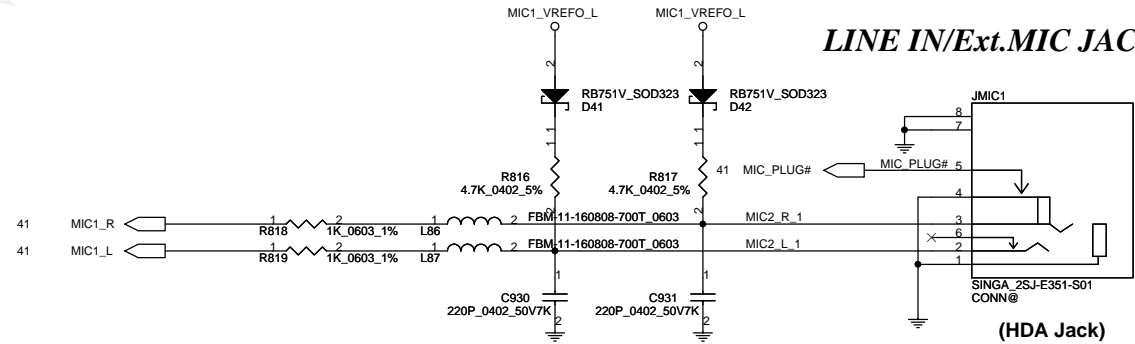 MIC1_VREFO_L MIC1_VREFO_L
LINE IN/Ext.MIC JAC
2 2
RB751V_SOD323 RB751V_SOD323
D41 D42
JMIC1
1 1
8
7
1 1
R816 R817
4.7K_0402_5% 4.7K_0402_5%
41 MIC_PLUG# MIC_PLUG# 5
2 2
4
41 MIC1_R 1 2 1 2 FBM-11-160808-700T_0603 MIC2_R_1 3
R818 1K_0603_1% L86
6
41 MIC1_L 1 2 1 2 FBM-11-160808-700T_0603 MIC2_L_1 2
R819 1K_0603_1% L87
1
1 1
C930 C931
220P_0402_50V7K 220P_0402_50V7K
2 2
SINGA_2SJ-E351-S01
CONN@
(HDA Jack)